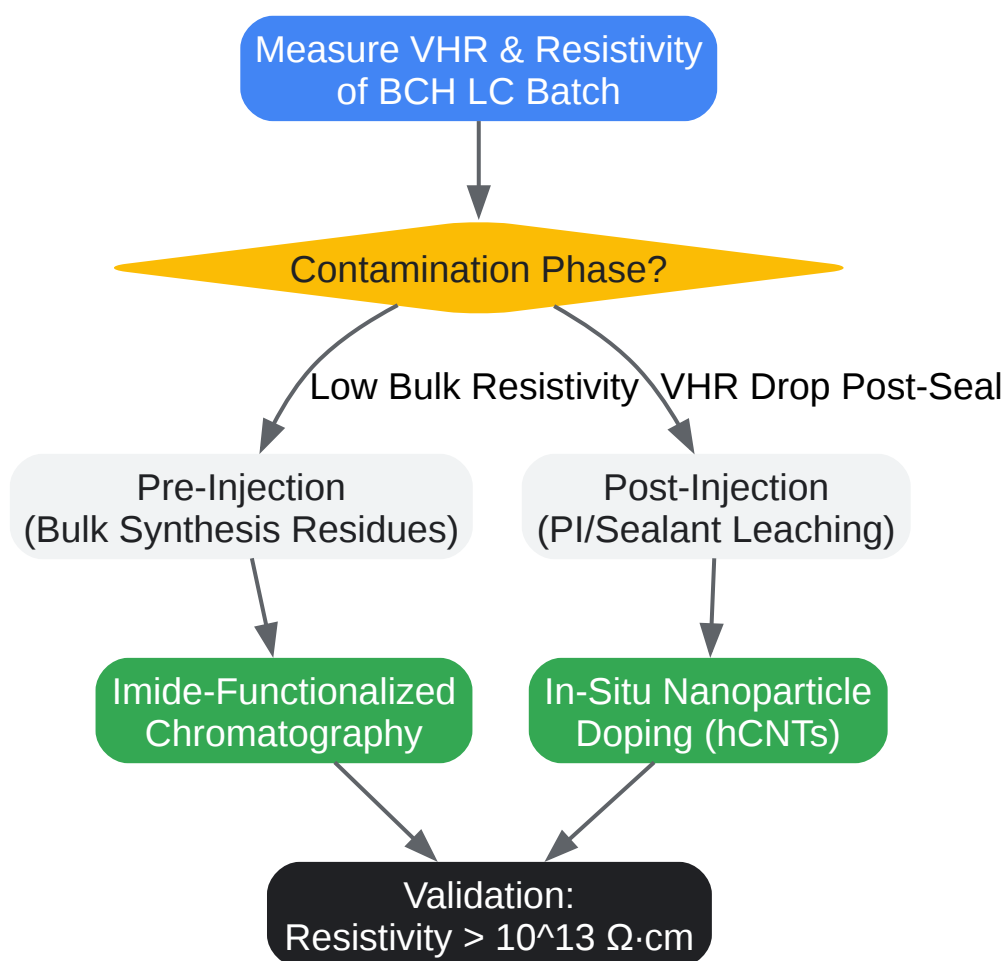 Measure VHR & Resistivity
of BCH LC Batch
Contamination Phase?
Low Bulk Resistivity
VHR Drop Post-Seal
Pre-Injection
(Bulk Synthesis Residues)
Post-Injection
(PI/Sealant Leaching)
Imide-Functionalized
Chromatography
In-Situ Nanoparticle
Doping (hCNTs)
Validation:
Resistivity > 10^13 Ω·cm